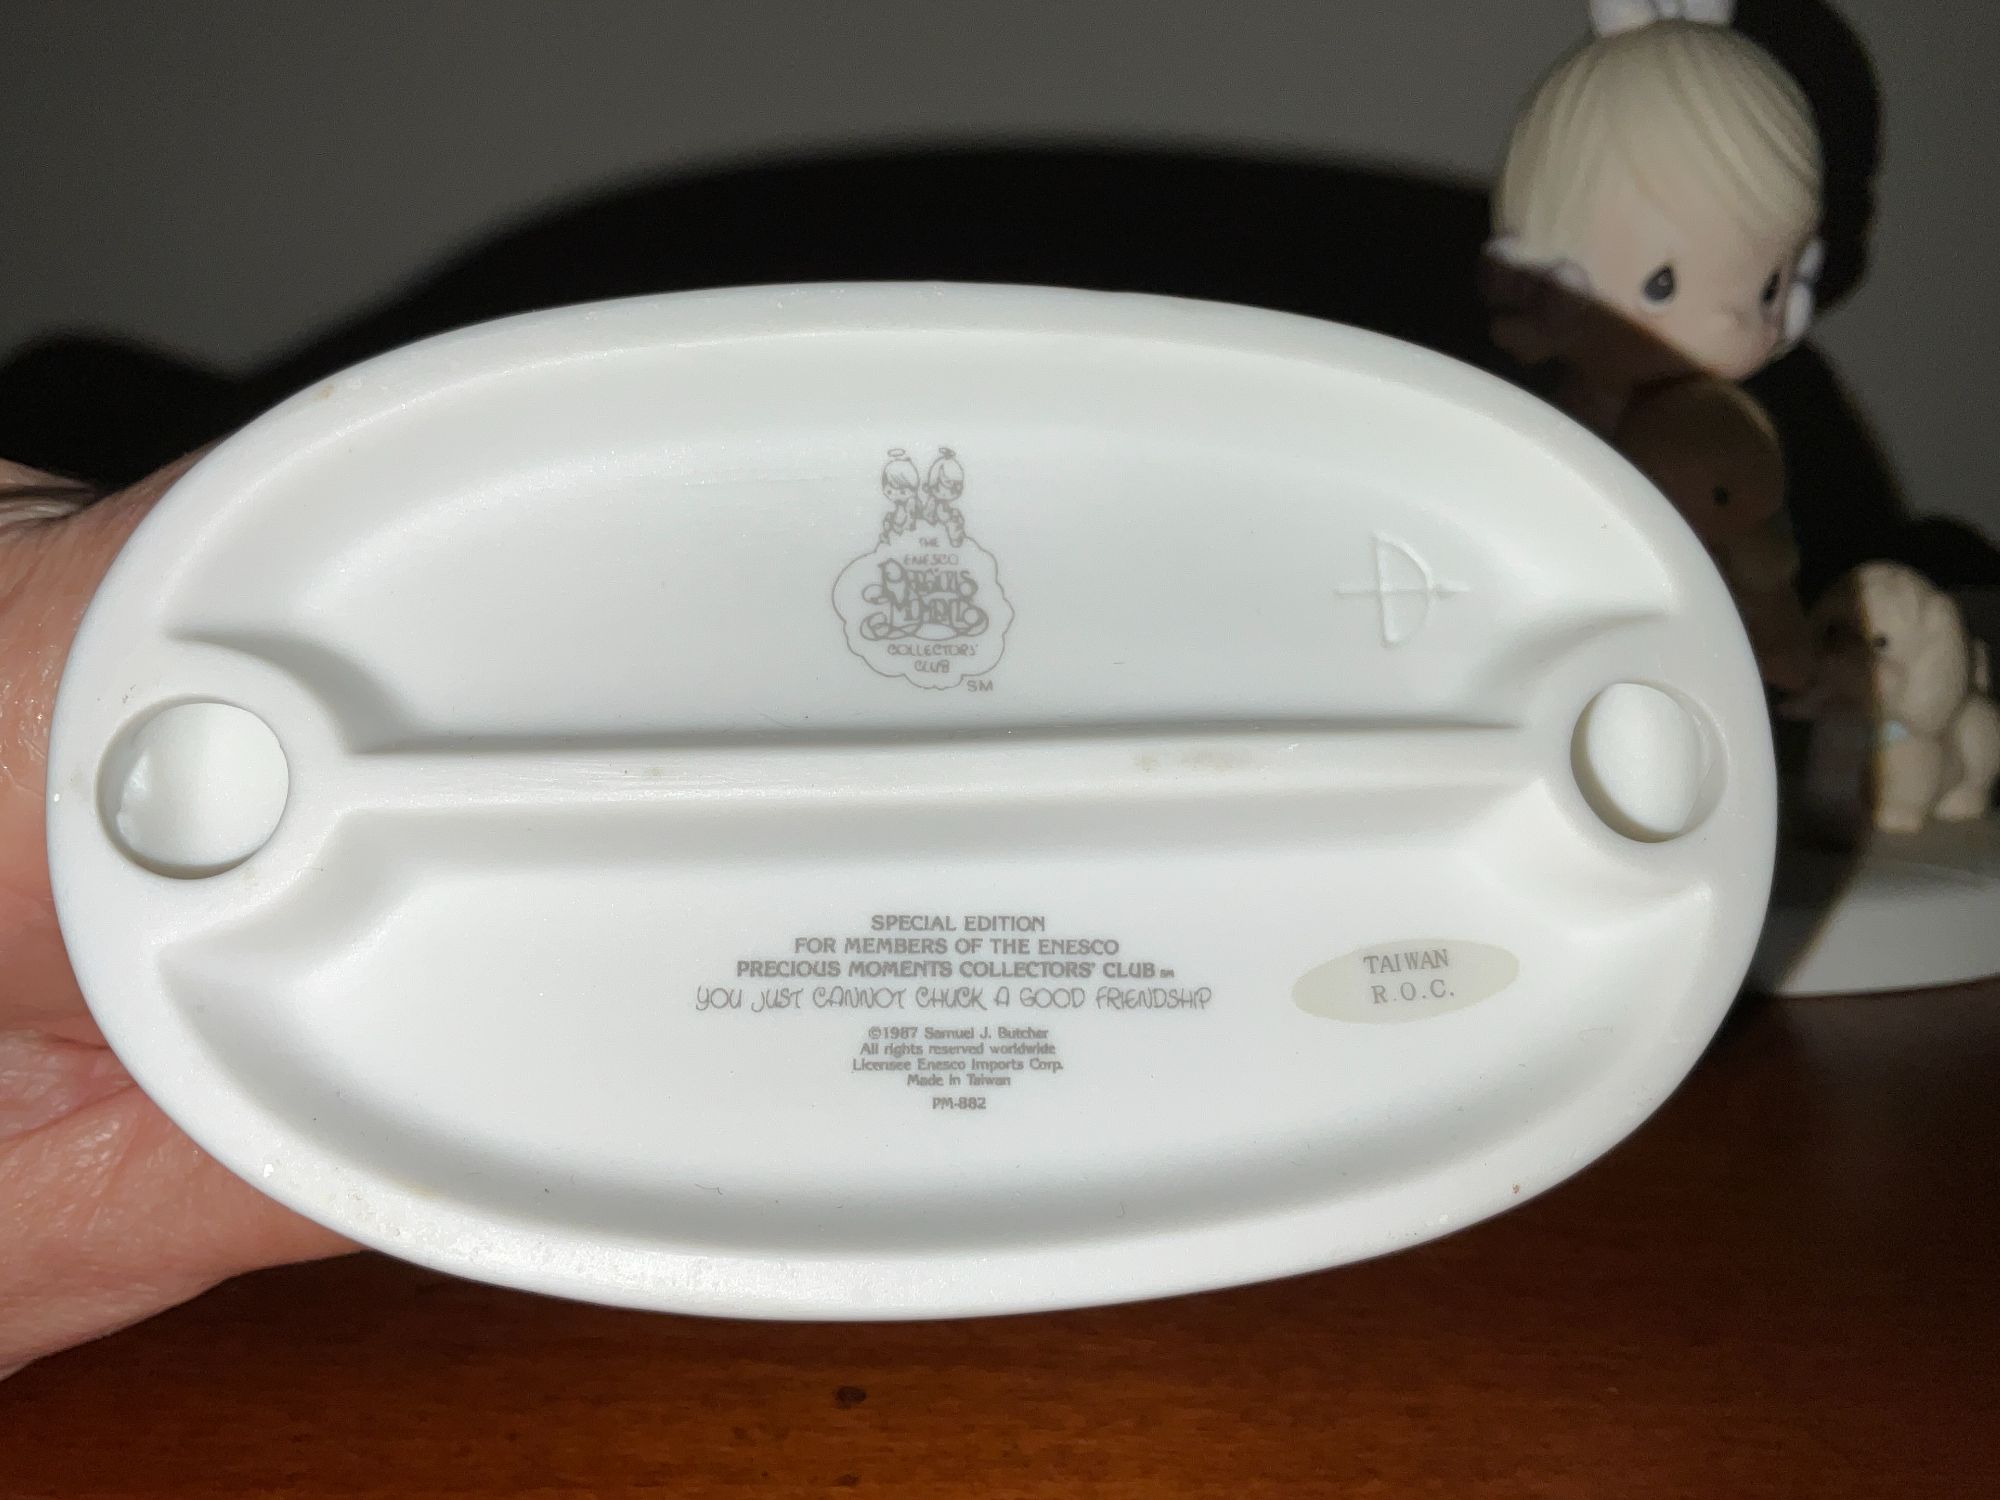 THE
ENESCO
PRECIOUS
MOMENTS
COLLECTORS'
CLUB
SM
SPECIAL EDITION
FOR MEMBERS OF THE ENESCO
PRECIOUS MOMENTS COLLECTORS' CLUB SM
YOU JUST CANNOT CHUCK A GOOD FRIENDSHIP
©1987 Samuel J. Butcher
All rights reserved worldwide
Licensee Enesco Imports Corp.
Made in Taiwan
PM-882
TAIWAN
R.O.C.